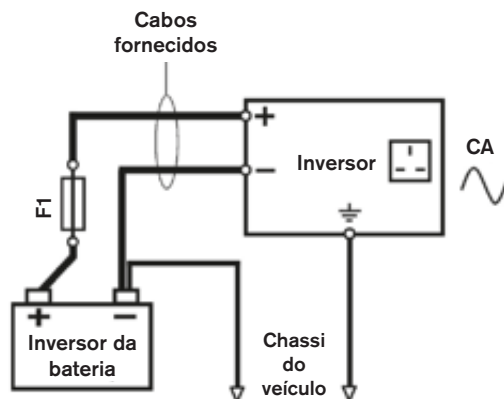 Cabos
fornecidos
+
CA
Inversor
−
F1
+ −
Inversor da
bateria
Chassi
do
veículo